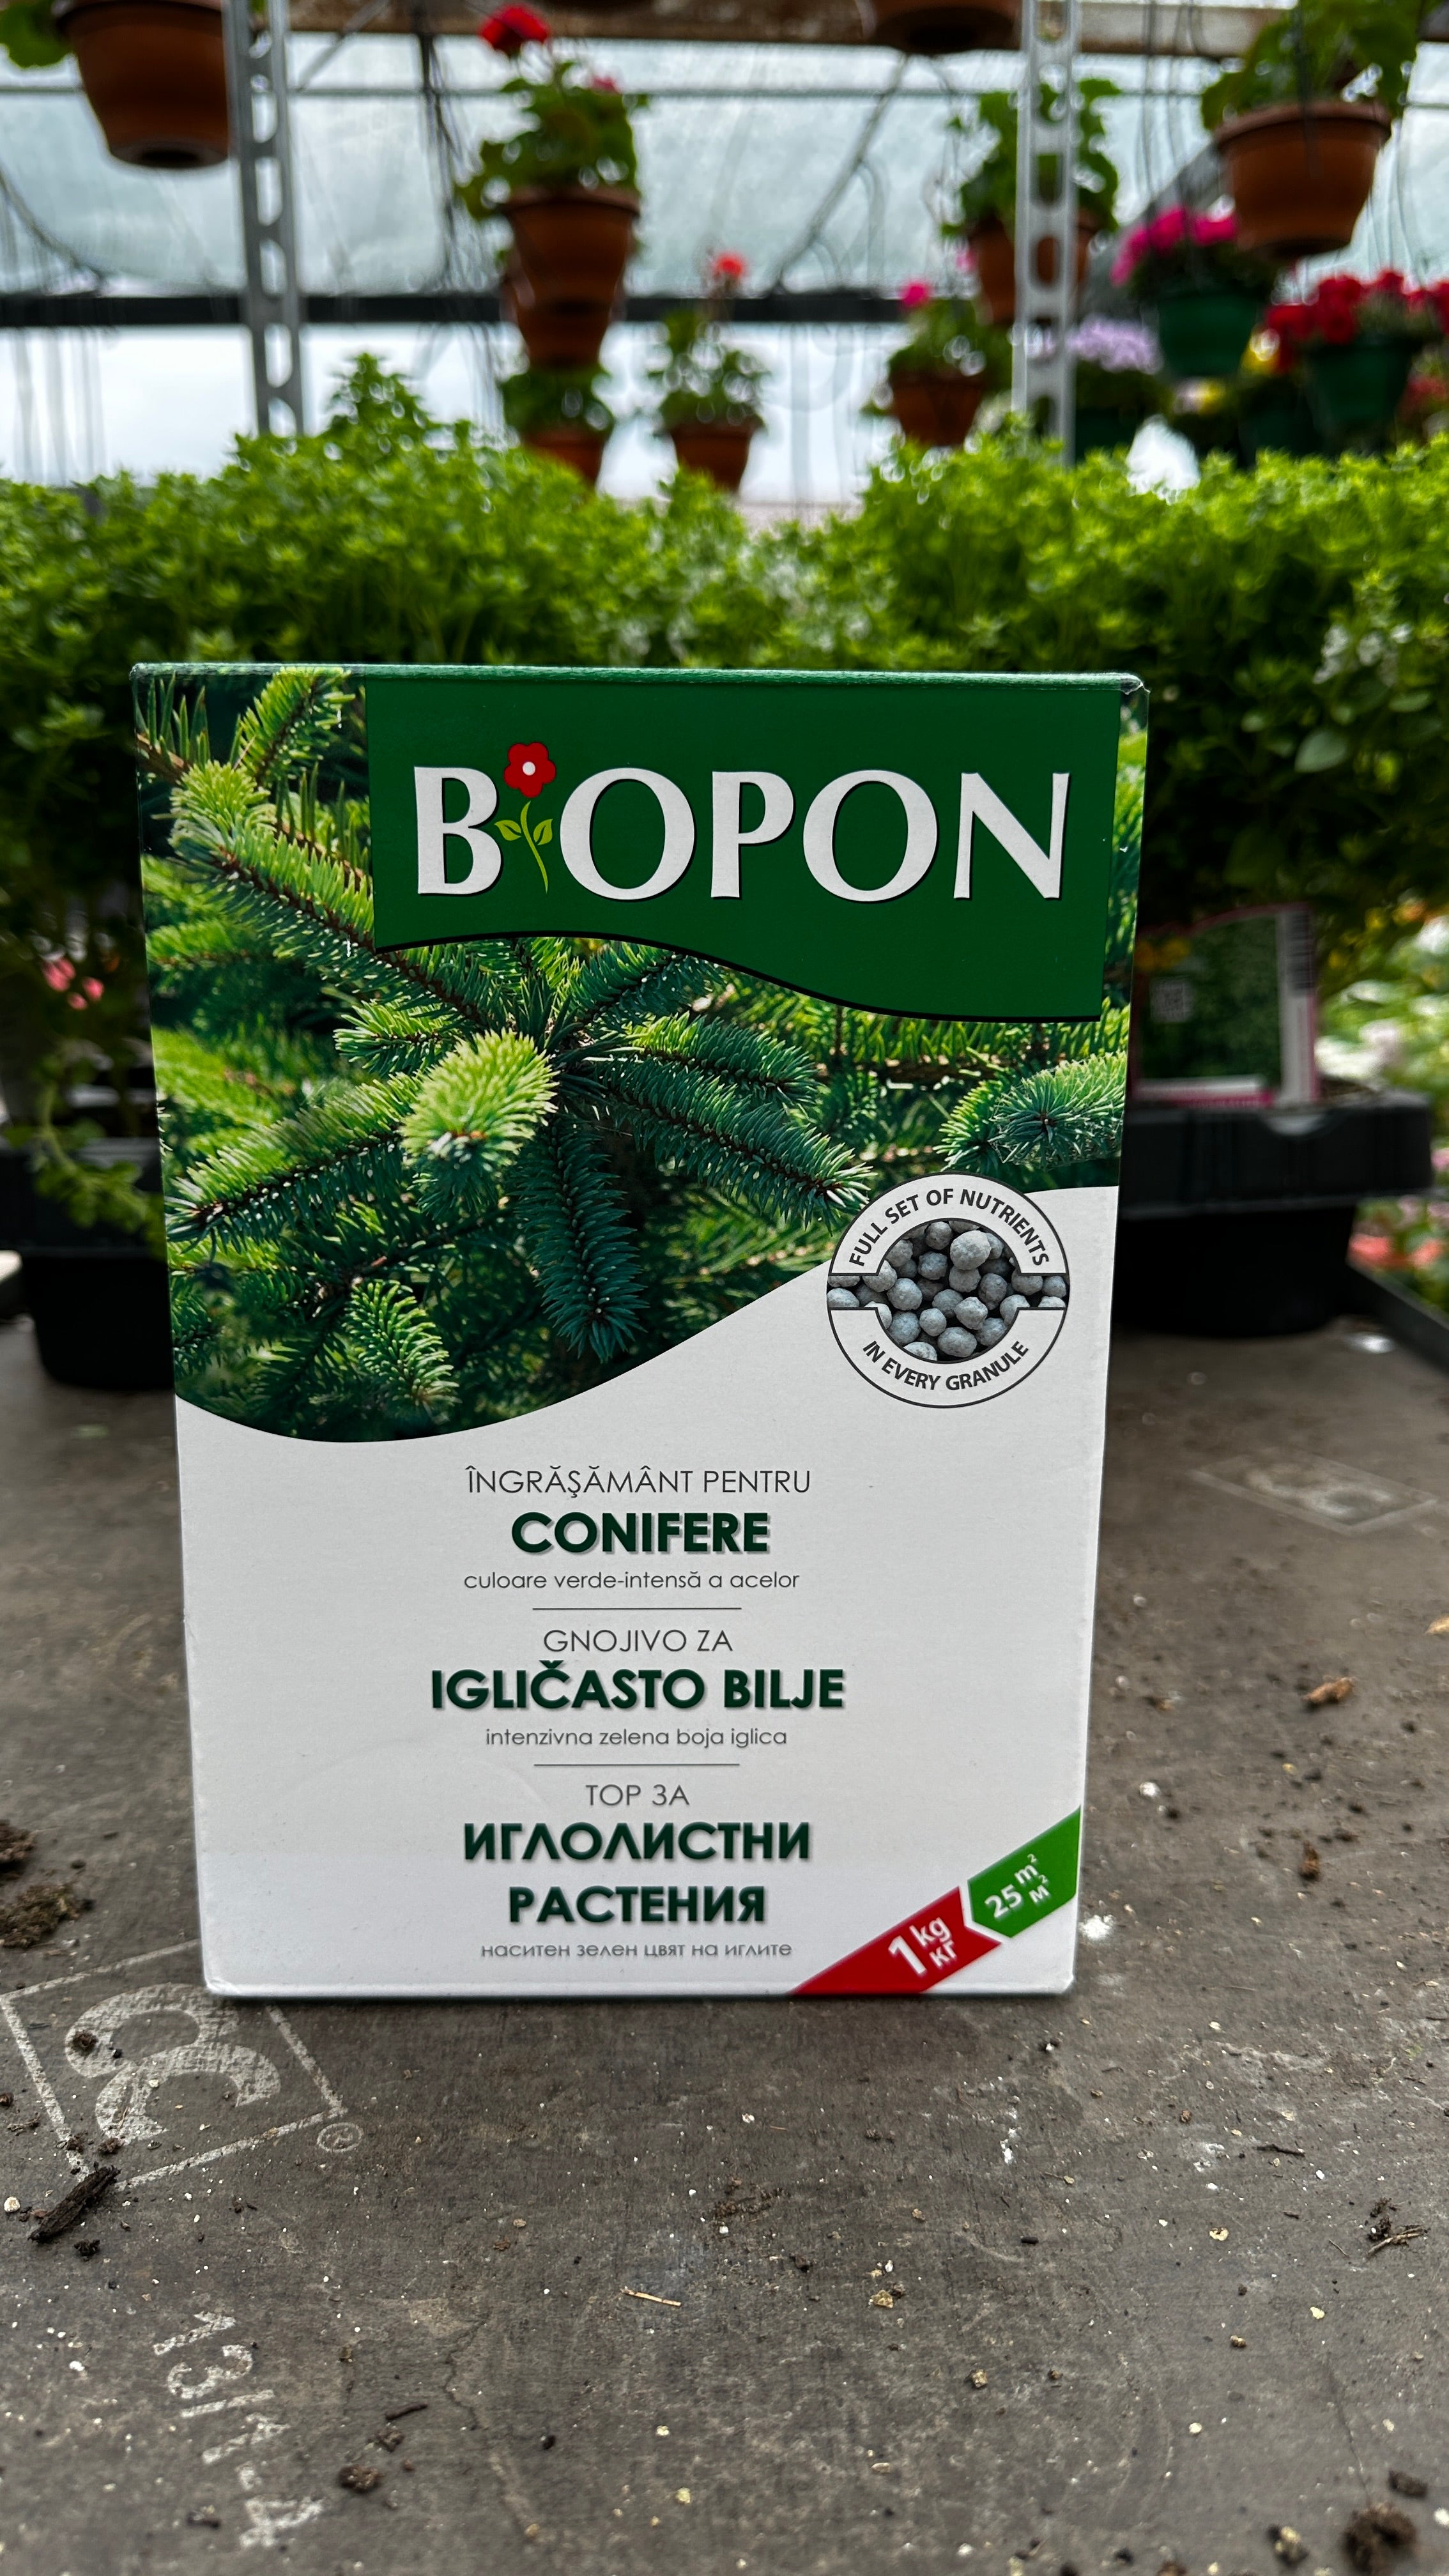 BIOPON
FULL SET OF NUTRIENTS
IN EVERY GRANULE
ÎNGRĂŞĂMÂNT PENTRU
CONIFERE
culoare verde-intensă a acelor
GNOJIVO ZA
IGLIČASTO BILJE
intenzivna zelena boja iglica
ТОР ЗА
ИГЛОЛИСТНИ
РАСТЕНИЯ
наситен зелен цвят на иглите
1 kg
кг
25 m²
м²